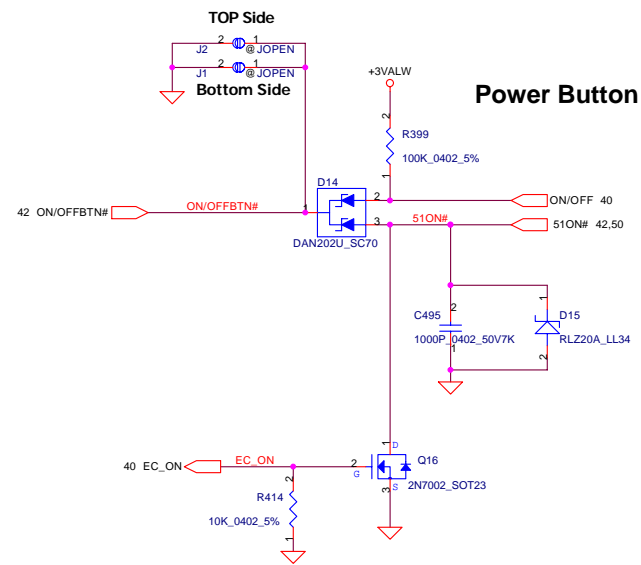 TOP Side
2 1
J2 @ JOPEN
2 1
J1 @ JOPEN
Bottom Side
+3VALW
Power Button
2
R399
100K_0402_5%
1
D14
42 ON/OFFBTN#
ON/OFFBTN#
1
2
3
DAN202U_SC70
ON/OFF 40
51ON#
51ON# 42,50
2
C495
1000P_0402_50V7K
1
1
D15
RLZ20A_LL34
2
1
D
40 EC_ON
EC_ON
2
G
Q16
3
S
2N7002_SOT23
2
R414
10K_0402_5%
1